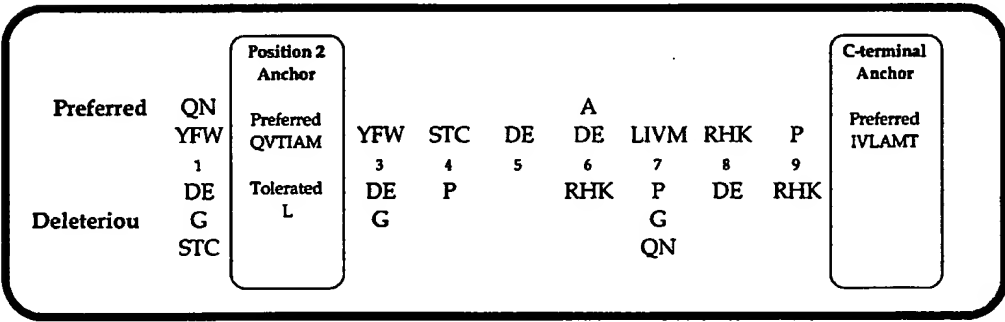 Position 2
Anchor
C-terminal
Anchor
Preferred QN A
YFW Preferred
QVTIAM YFW STC DE DE LIVM RHK P Preferred
IVLAMT
1 3 4 5 6 7 8 9
DE Tolerated
L DE P RHK P DE RHK
Deleteriou G G G
STC QN